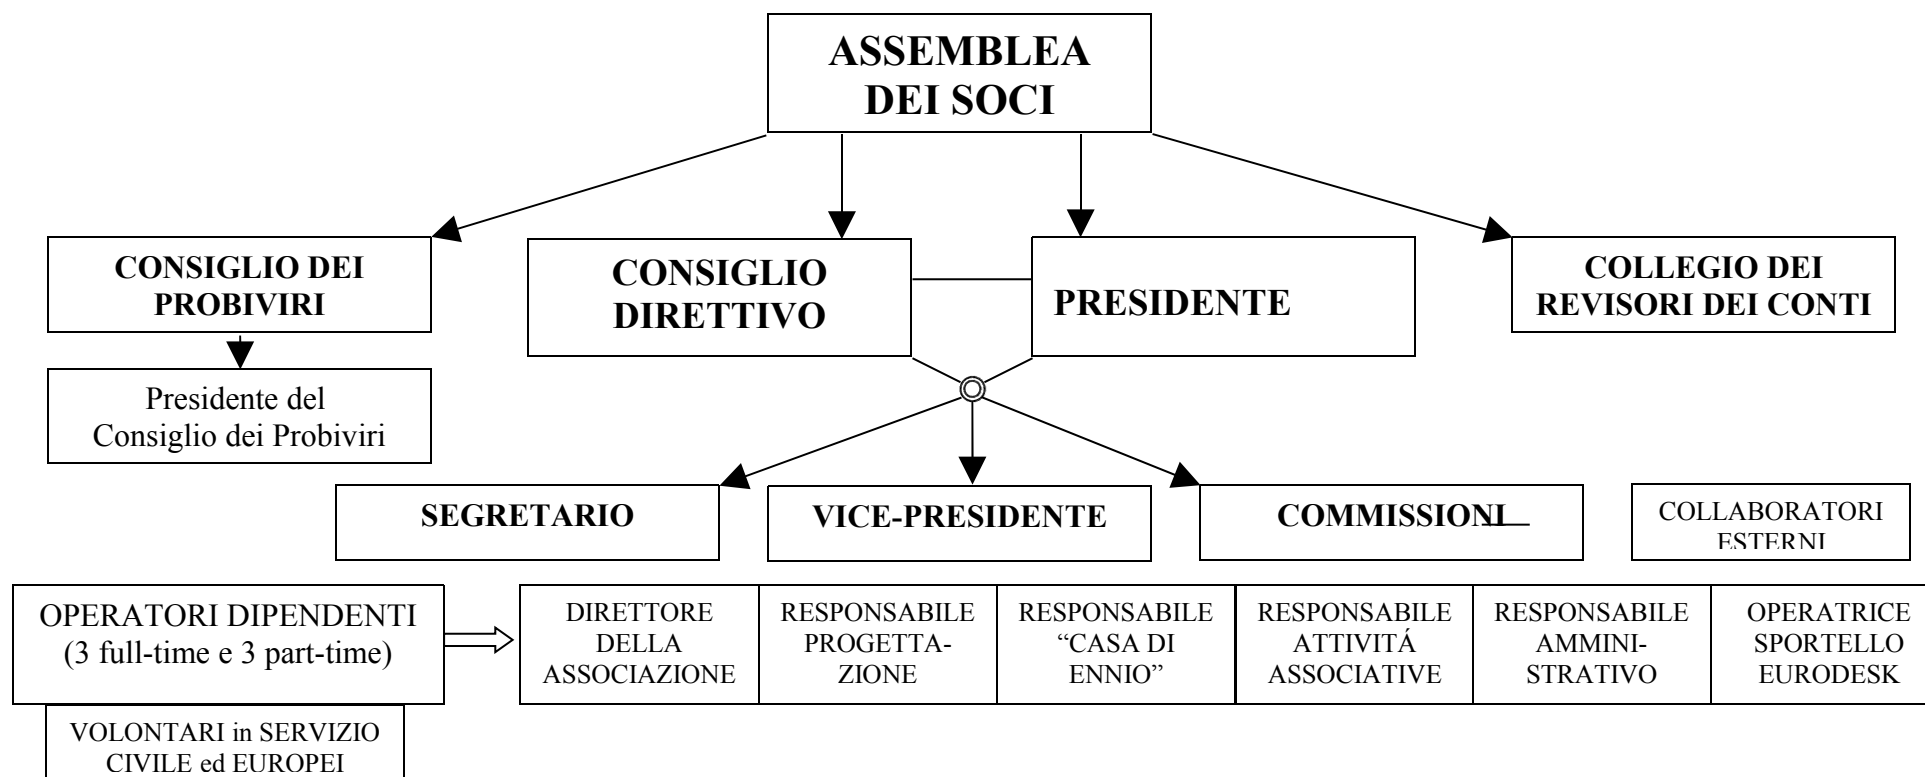 ASSEMBLEA
DEI SOCI
CONSIGLIO DEI
PROBIVIRI
CONSIGLIO
DIRETTIVO
PRESIDENTE
COLLEGIO DEI
REVISORI DEI CONTI
Presidente del
Consiglio dei Probiviri
SEGRETARIO
VICE-PRESIDENTE
COMMISSIONI
COLLABORATORI
ESTERNI
OPERATORI DIPENDENTI
(3 full-time e 3 part-time)
DIRETTORE
DELLA
ASSOCIAZIONE
RESPONSABILE
PROGETTA-
ZIONE
RESPONSABILE
“CASA DI
ENNIO”
RESPONSABILE
ATTIVITÁ
ASSOCIATIVE
RESPONSABILE
AMMINI-
STRATIVO
OPERATRICE
SPORTELLO
EURODESK
VOLONTARI in SERVIZIO
CIVILE ed EUROPEI